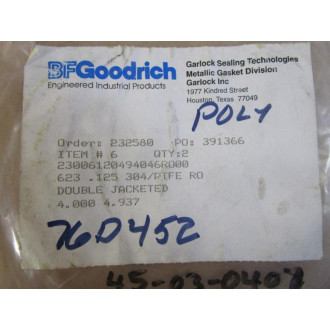 BFGoodrich
Engineered Industrial Products
Garlock Sealing Technologies
Metallic Gasket Division
Garlock Inc
1977 Kindred Street
Houston, Texas 77049
POLY
Order: 232580 PO: 391366
ITEM # 6 QTY:2
23006120494046R000
623 .125 304/PTFE RO
DOUBLE JACKETED
4.000 4.937
76D452
45-03-0408